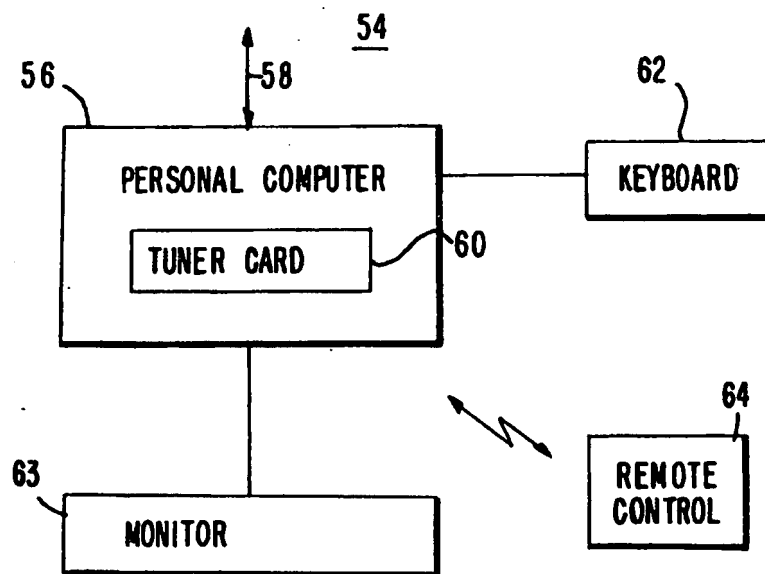 54
56
58
62
PERSONAL COMPUTER
KEYBOARD
TUNER CARD
60
64
63
REMOTE
CONTROL
MONITOR